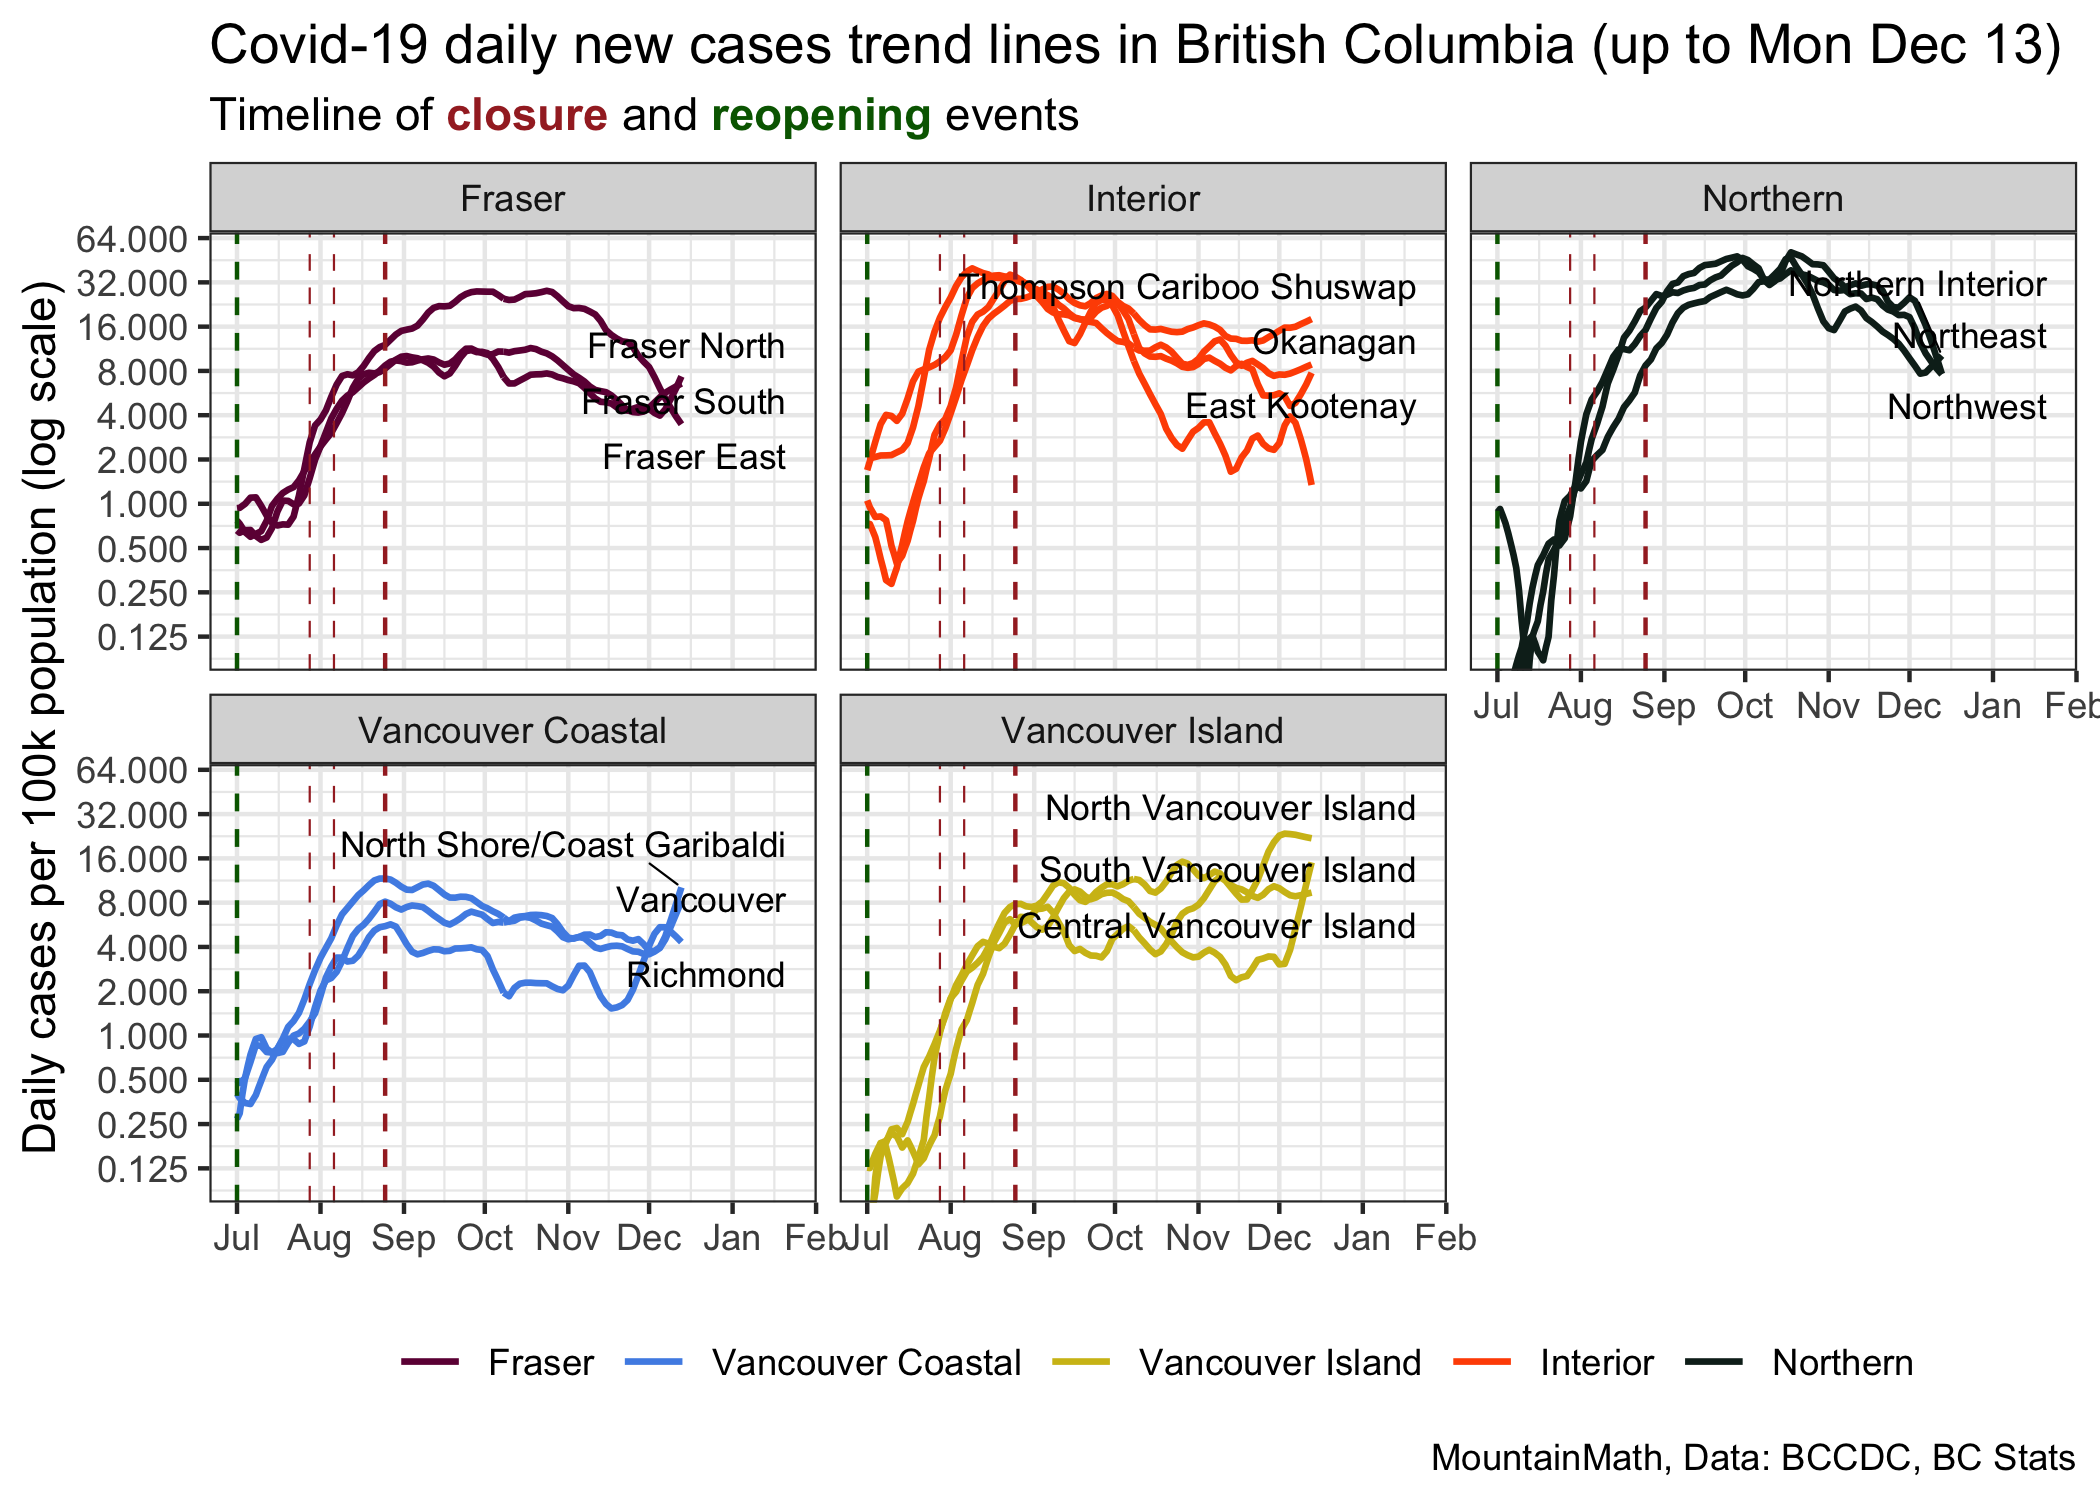 Covid-19 daily new cases trend lines in British Columbia (up to Mon Dec 13)
Timeline of closure and reopening events
Daily cases per 100k population (log scale)
Fraser
Interior
Northern
64.000
32.000
16.000
8.000
4.000
2.000
1.000
0.500
0.250
0.125
Fraser North
Fraser South
Fraser East
Thompson Cariboo Shuswap
Okanagan
East Kootenay
Northern Interior
Northeast
Northwest
Jul Aug Sep Oct Nov Dec Jan Feb
Vancouver Coastal
Vancouver Island
64.000
32.000
16.000
8.000
4.000
2.000
1.000
0.500
0.250
0.125
North Shore/Coast Garibaldi
Vancouver
Richmond
North Vancouver Island
South Vancouver Island
Central Vancouver Island
Jul Aug Sep Oct Nov Dec Jan Feb
Jul Aug Sep Oct Nov Dec Jan Feb
Fraser Vancouver Coastal Vancouver Island Interior Northern
MountainMath, Data: BCCDC, BC Stats